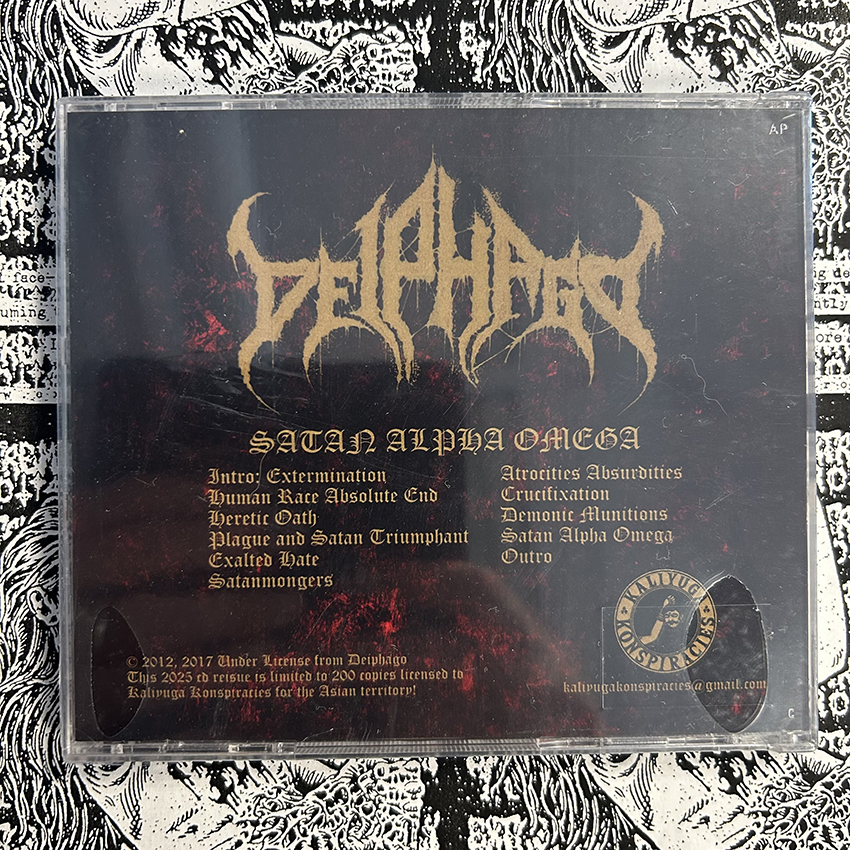 AP
DEIPHAGO
SATAN ALPHA OMEGA
Intro: Extermination
Human Race Absolute End
Heretic Oath
Plague and Satan Triumphant
Exalted Hate
Satanmongers
Atrocities Absurdities
Crucifixation
Demonic Munitions
Satan Alpha Omega
Outro
KALIYUGA
KONSPIRACIES
© 2012, 2017 Under License from Deiphago
This 2025 cd reisue is limited to 200 copies licensed to
Kaliyuga Konspiracies for the Asian territory!
kaliyugakonspiracies@gmail.com
G